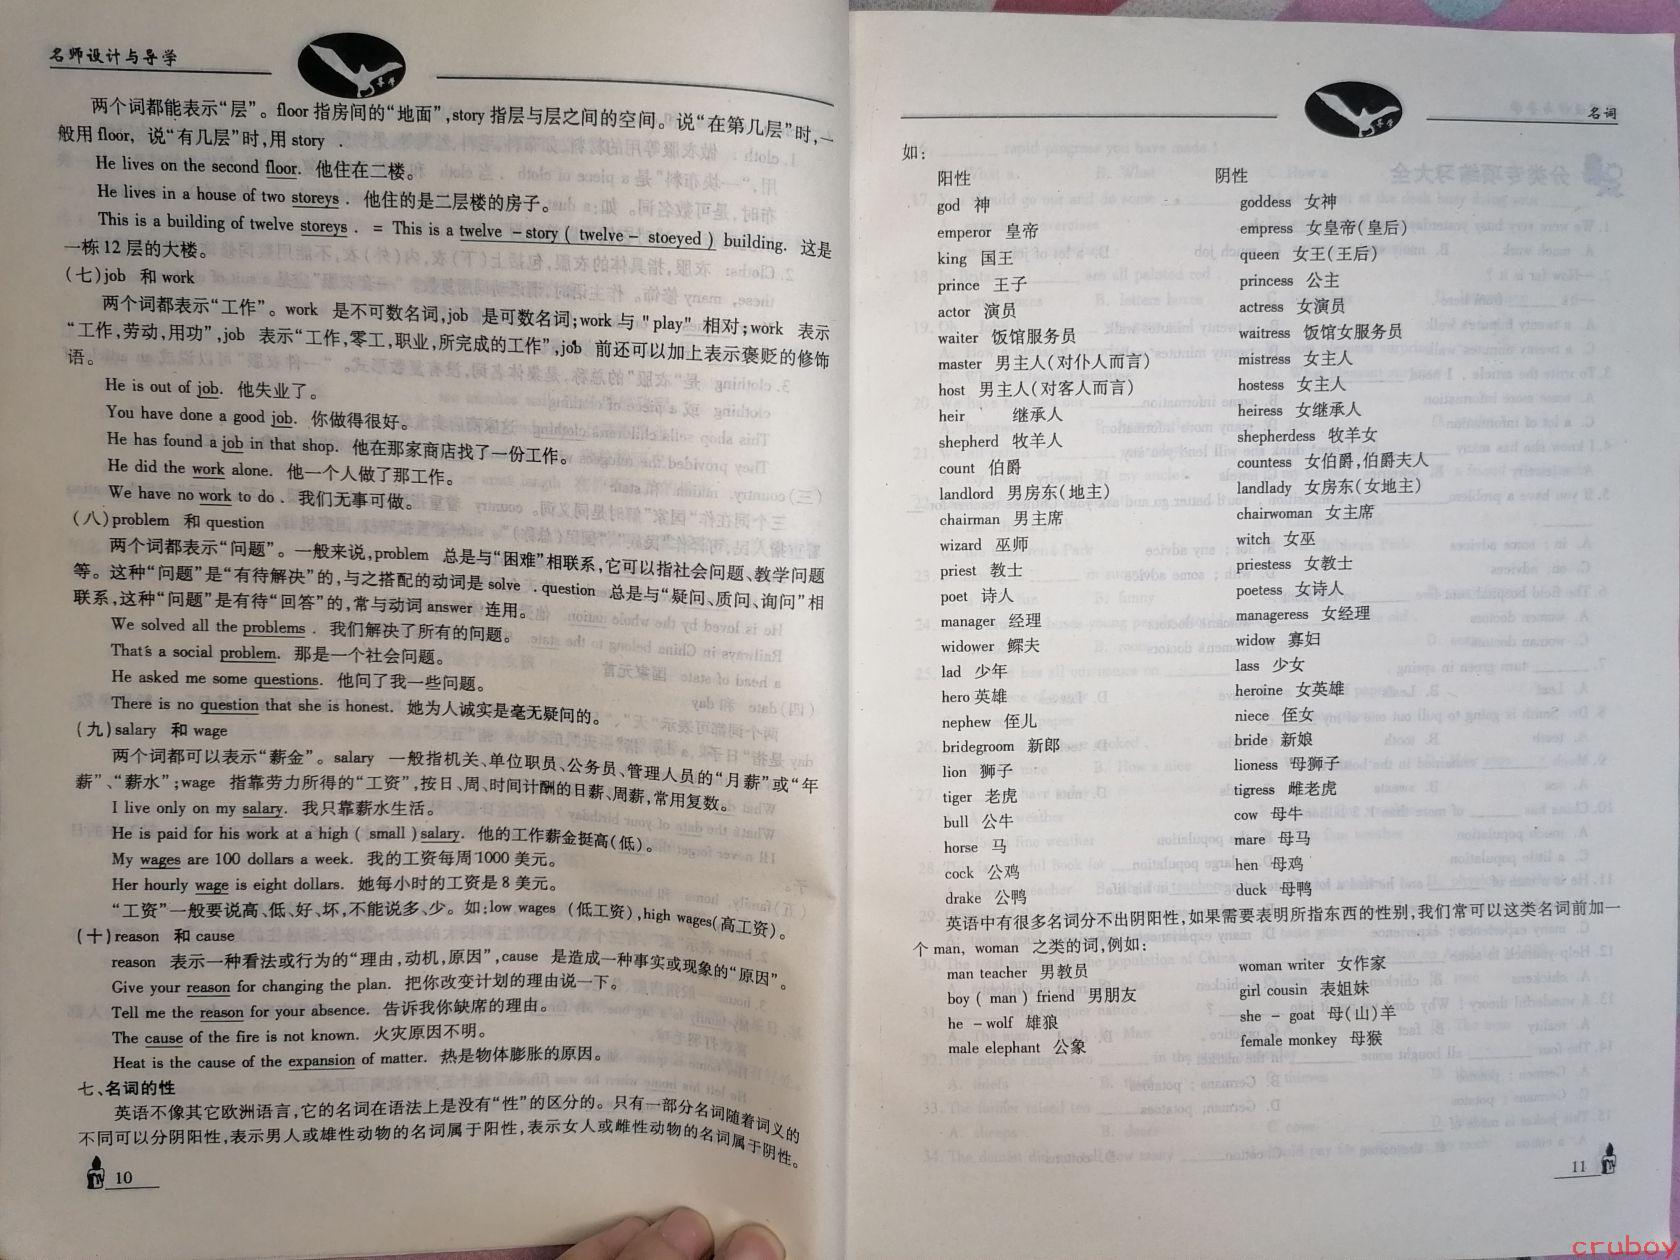 名师设计与导学
导学
两个词都能表示“层”。floor 指房间的“地面”,story 指层与层之间的空间。说“在第几层”时,一
般用 floor, 说“有几层”时,用 story .
He lives on the second floor. 他住在二楼。
He lives in a house of two storeys . 他住的是二层楼的房子。
This is a building of twelve storeys . = This is a twelve －story ( twelve－ stoeyed ) building. 这是
一栋 12 层的大楼。
(七)job 和 work
两个词都表示“工作”。work 是不可数名词,job 是可数名词;work 与 "play" 相对;work 表示
“工作,劳动,用功”,job 表示“工作,零工,职业,所完成的工作”,job 前还可以加上表示褒贬的修饰
语。
He is out of job. 他失业了。
You have done a good job. 你做得很好。
He has found a job in that shop. 他在那家商店找了一份工作。
He did the work alone. 他一个人做了那工作。
We have no work to do . 我们无事可做。
(八)problem 和 question
两个词都表示“问题”。一般来说,problem 总是与“困难”相联系,它可以指社会问题、教学问题
等。这种“问题”是“有待解决”的,与之搭配的动词是 solve . question 总是与“疑问、质问、询问”相
联系,这种“问题”是有待“回答”的,常与动词 answer 连用。
We solved all the problems . 我们解决了所有的问题。
That's a social problem. 那是一个社会问题。
He asked me some questions. 他问了我一些问题。
There is no question that she is honest. 她为人诚实是毫无疑问的。
(九)salary 和 wage
两个词都可以表示“薪金”。salary 一般指机关、单位职员、公务员、管理人员的“月薪”或“年
薪”、“薪水”;wage 指靠劳力所得的“工资”,按日、周、时间计酬的日薪、周薪,常用复数。
I live only on my salary. 我只靠薪水生活。
He is paid for his work at a high ( small ) salary. 他的工作薪金挺高(低)。
My wages are 100 dollars a week. 我的工资每周 1000 美元。
Her hourly wage is eight dollars. 她每小时的工资是 8 美元。
“工资”一般要说高、低、好、坏,不能说多、少。如:low wages (低工资),high wages(高工资)。
(十)reason 和 cause
reason 表示一种看法或行为的“理由,动机,原因”,cause 是造成一种事实或现象的“原因”。
Give your reason for changing the plan. 把你改变计划的理由说一下。
Tell me the reason for your absence. 告诉我你缺席的理由。
The cause of the fire is not known. 火灾原因不明。
Heat is the cause of the expansion of matter. 热是物体膨胀的原因。
七、名词的性
英语不像其它欧洲语言,它的名词在语法上是没有“性”的区分的。只有一部分名词随着词义的
不同可以分阴阳性,表示男人或雄性动物的名词属于阳性,表示女人或雌性动物的名词属于阴性。
10
导学
名词
如:
阳性 阴性
god 神 goddess 女神
emperor 皇帝 empress 女皇帝(皇后)
king 国王 queen 女王(王后)
prince 王子 princess 公主
actor 演员 actress 女演员
waiter 饭馆服务员 waitress 饭馆女服务员
master 男主人(对仆人而言) mistress 女主人
host 男主人(对客人而言) hostess 女主人
heir 继承人 heiress 女继承人
shepherd 牧羊人 shepherdess 牧羊女
count 伯爵 countess 女伯爵,伯爵夫人
landlord 男房东(地主) landlady 女房东(女地主)
chairman 男主席 chairwoman 女主席
wizard 巫师 witch 女巫
priest 教士 priestess 女教士
poet 诗人 poetess 女诗人
manager 经理 manageress 女经理
widower 鳏夫 widow 寡妇
lad 少年 lass 少女
hero 英雄 heroine 女英雄
nephew 侄儿 niece 侄女
bridegroom 新郎 bride 新娘
lion 狮子 lioness 母狮子
tiger 老虎 tigress 雌老虎
bull 公牛 cow 母牛
horse 马 mare 母马
cock 公鸡 hen 母鸡
drake 公鸭 duck 母鸭
英语中有很多名词分不出阴阳性,如果需要表明所指东西的性别,我们常可以这类名词前加一
个 man, woman 之类的词,例如:
man teacher 男教员 woman writer 女作家
boy ( man ) friend 男朋友 girl cousin 表姐妹
he －wolf 雄狼 she － goat 母(山)羊
male elephant 公象 female monkey 母猴
11
cruboy